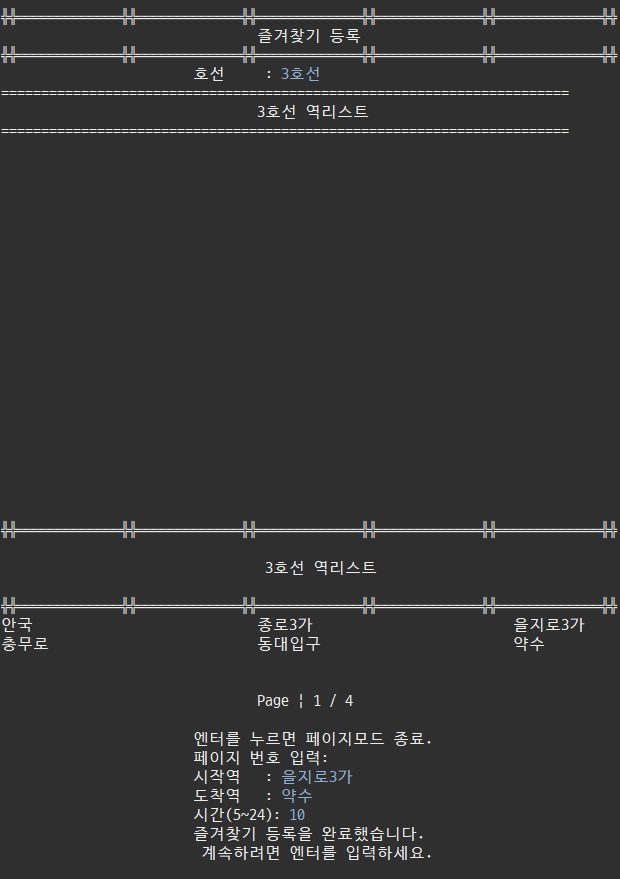 즐겨찾기 등록
호선 : 3호선
=======================================================================
3호선 역리스트
=======================================================================
3호선 역리스트
안국 종로3가 을지로3가
충무로 동대입구 약수
Page ¦ 1 / 4
엔터를 누르면 페이지모드 종료.
페이지 번호 입력:
시작역 : 을지로3가
도착역 : 약수
시간(5~24): 10
즐겨찾기 등록을 완료했습니다.
계속하려면 엔터를 입력하세요.